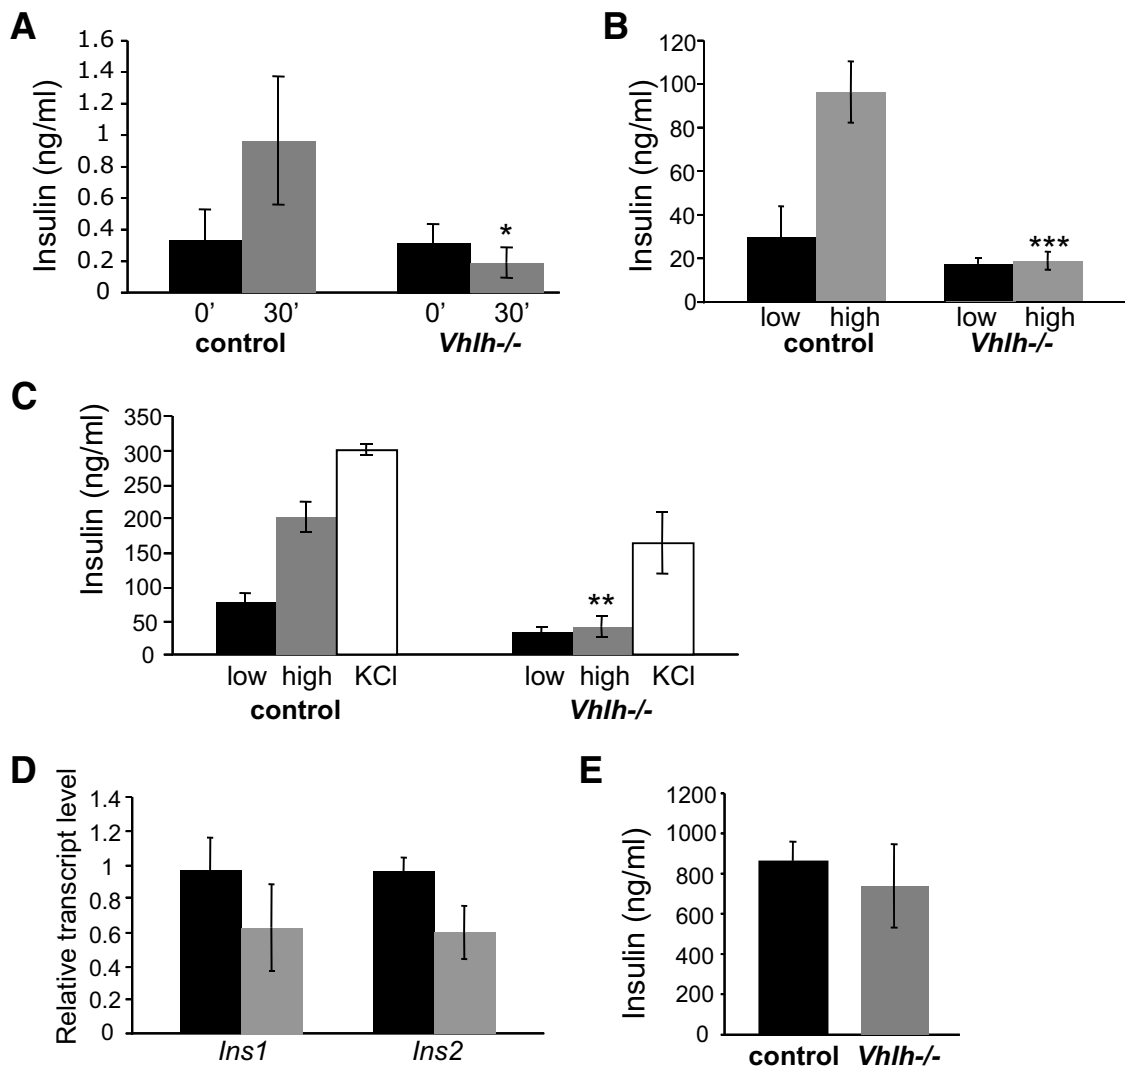 A
Insulin (ng/ml)
1.6
1.4
1.2
1
0.8
0.6
0.4
0.2
0
*
0’ 30’ 0’ 30’
control Vhlh-/-
B
Insulin (ng/ml)
120
100
80
60
40
20
0
***
low high low high
control Vhlh-/-
C
Insulin (ng/ml)
350
300
250
200
150
100
50
0
**
low high KCl low high KCl
control Vhlh-/-
D
Relative transcript level
1.4
1.2
1
0.8
0.6
0.4
0.2
0
Ins1 Ins2
E
Insulin (ng/ml)
1200
1000
800
600
400
200
0
control Vhlh-/-